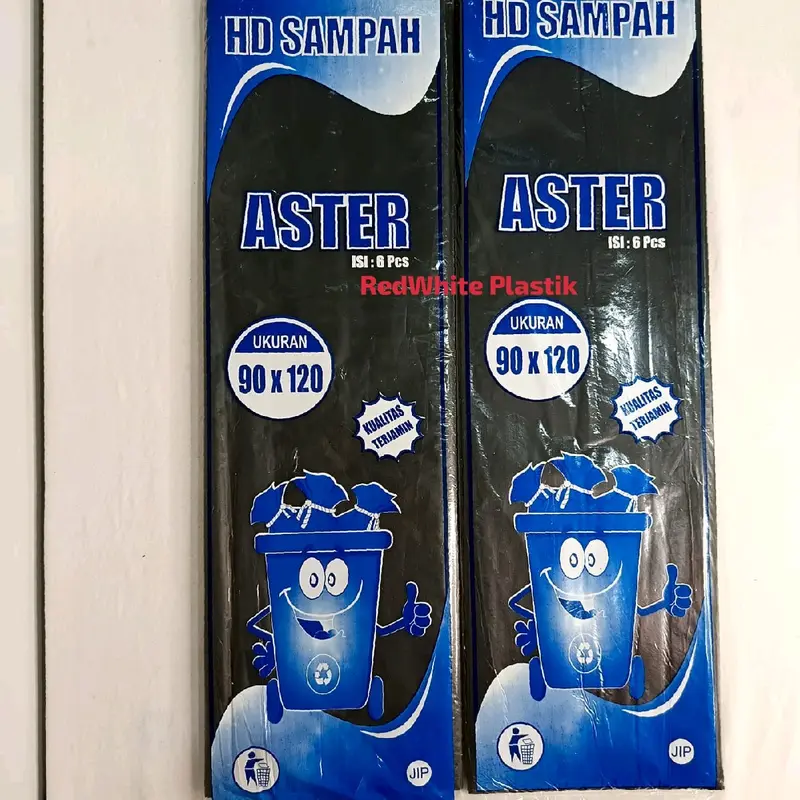 HD SAMPAH
ASTER
ISI : 6 Pcs
UKURAN
90 x 120
KUALITAS
TERJAMIN
JIP
HD SAMPAH
ASTER
ISI : 6 Pcs
UKURAN
90 x 120
KUALITAS
TERJAMIN
JIP
RedWhite Plastik